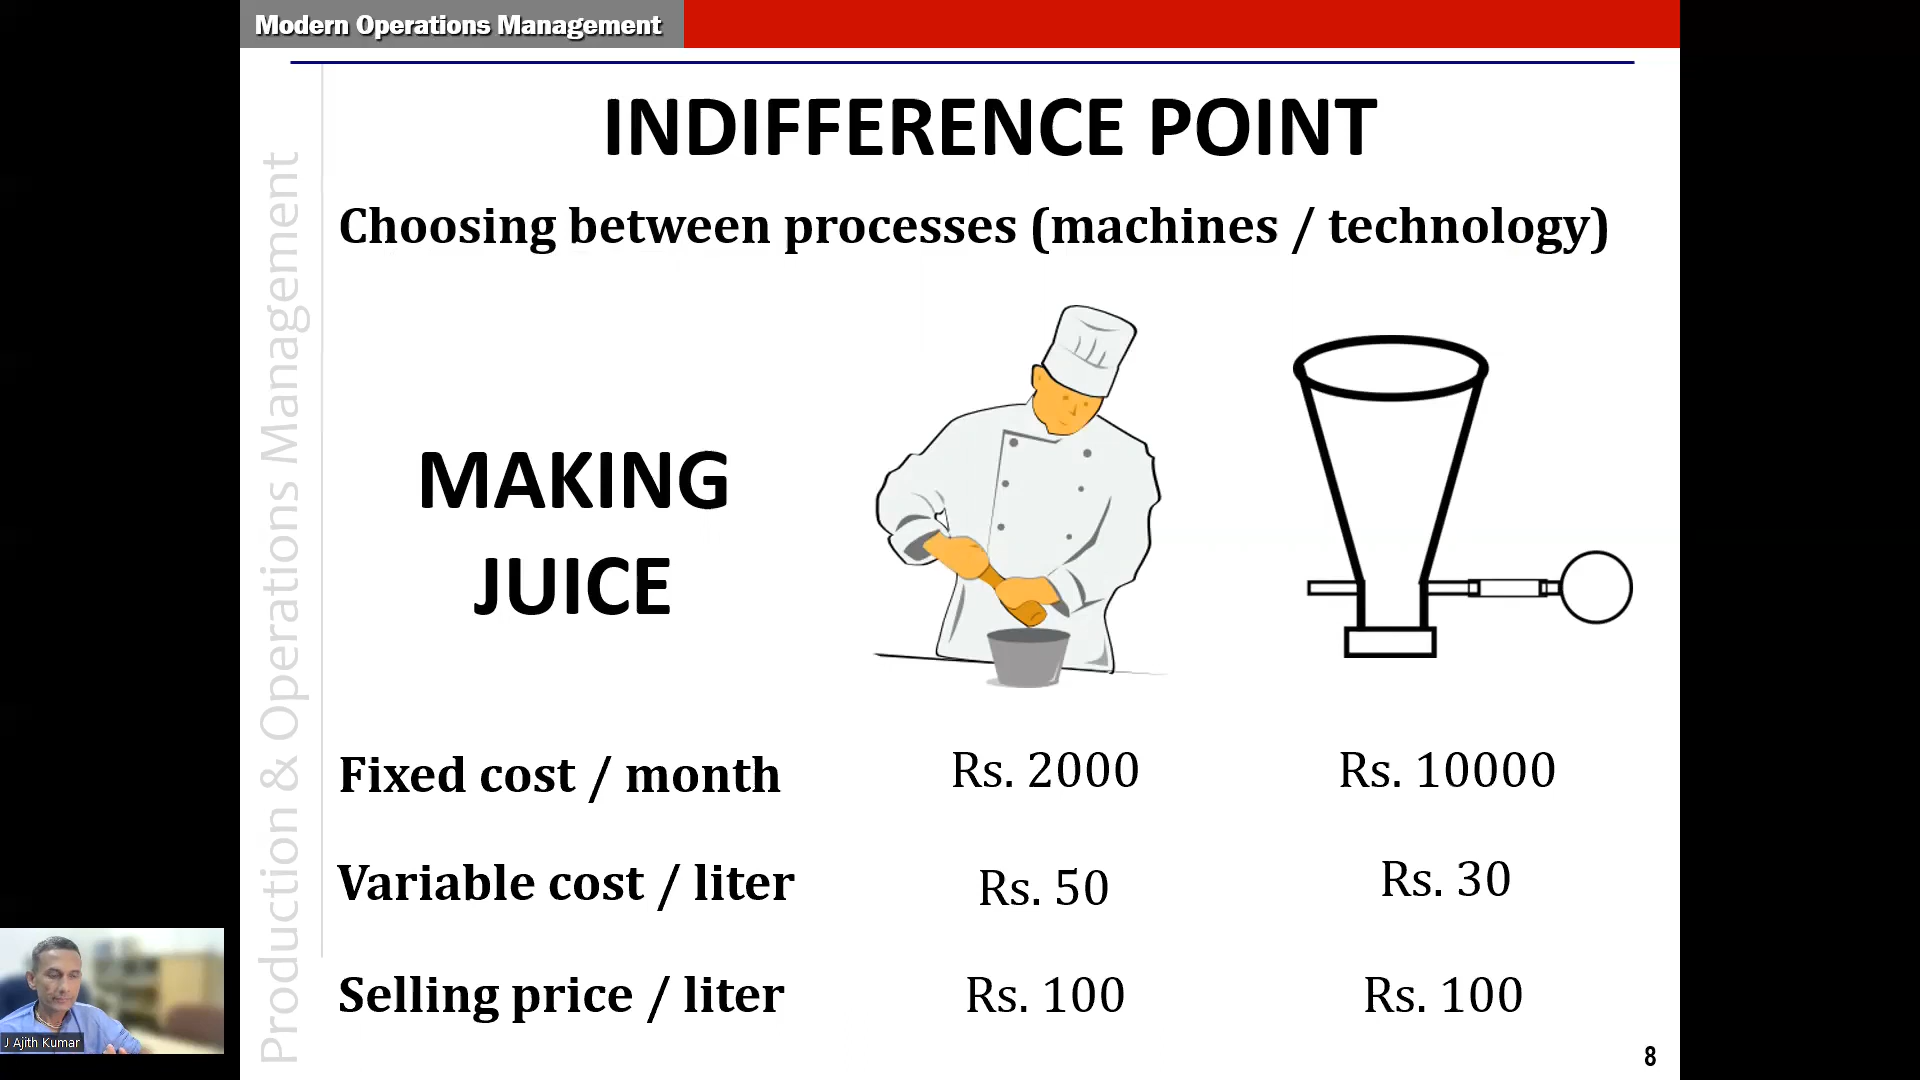 Modern Operations Management
INDIFFERENCE POINT
Choosing between processes (machines / technology)
Production & Operations Management
MAKING
JUICE
Fixed cost / month Rs. 2000 Rs. 10000
Variable cost / liter Rs. 50 Rs. 30
Selling price / liter Rs. 100 Rs. 100
J Ajith Kumar
8